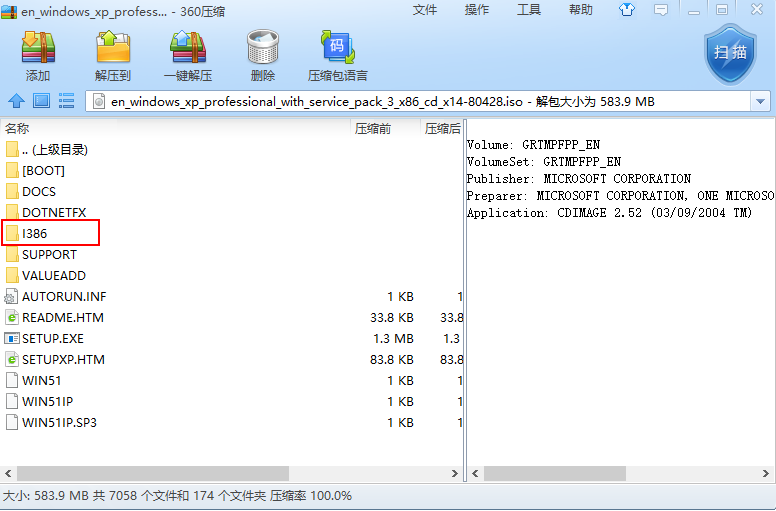 en_windows_xp_profess... - 360压缩
文件 操作 工具 帮助
添加 解压到 一键解压 删除 压缩包语言 扫描
码
en_windows_xp_professional_with_service_pack_3_x86_cd_x14-80428.iso - 解包大小为 583.9 MB
名称 压缩前 压缩后
.. (上级目录)
[BOOT]
DOCS
DOTNETFX
I386
SUPPORT
VALUEADD
AUTORUN.INF 1 KB 1
README.HTM 33.8 KB 33.8
SETUP.EXE 1.3 MB 1.3
SETUPXP.HTM 83.8 KB 83.8
WIN51 1 KB 1
WIN51IP 1 KB 1
WIN51IP.SP3 1 KB 1
Volume: GRTMPFPP_EN
VolumeSet: GRTMPFPP_EN
Publisher: MICROSOFT CORPORATION
Preparer: MICROSOFT CORPORATION, ONE MICROSO
Application: CDIMAGE 2.52 (03/09/2004 TM)
大小: 583.9 MB 共 7058 个文件和 174 个文件夹 压缩率 100.0%